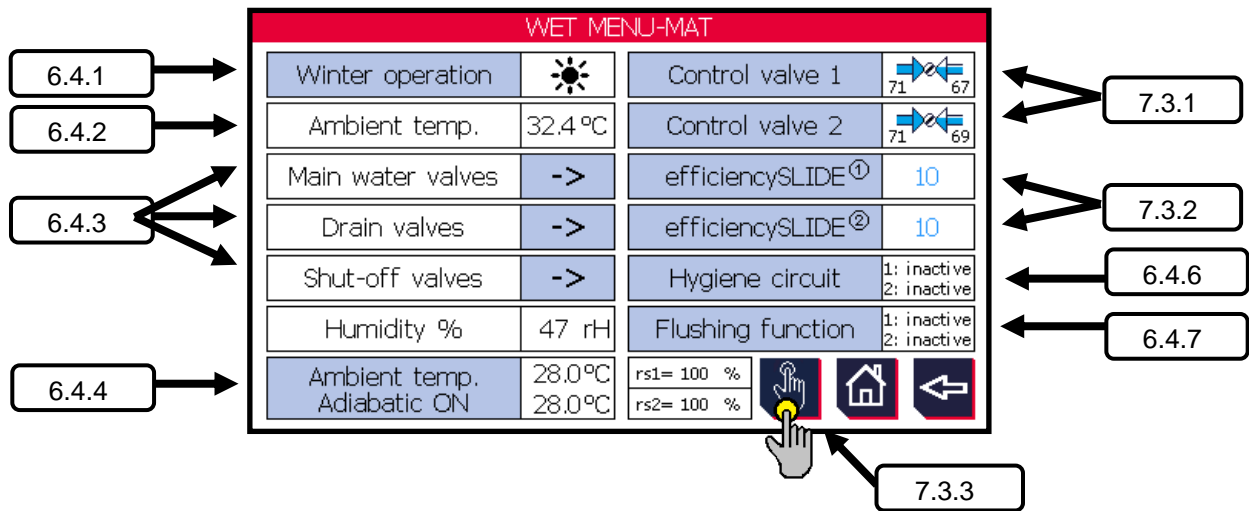 WET MENU-MAT
6.4.1
Winter operation
6.4.2
Ambient temp. 32.4 ºC
6.4.3
Main water valves ->
Drain valves ->
Shut-off valves ->
Humidity % 47 rH
6.4.4
Ambient temp. 28.0ºC
Adiabatic ON 28.0ºC
Control valve 1 71 67
Control valve 2 71 69
7.3.1
efficiencySLIDE① 10
efficiencySLIDE② 10
7.3.2
Hygiene circuit 1: inactive
2: inactive
6.4.6
Flushing function 1: inactive
2: inactive
6.4.7
rs1= 100 %
rs2= 100 %
7.3.3